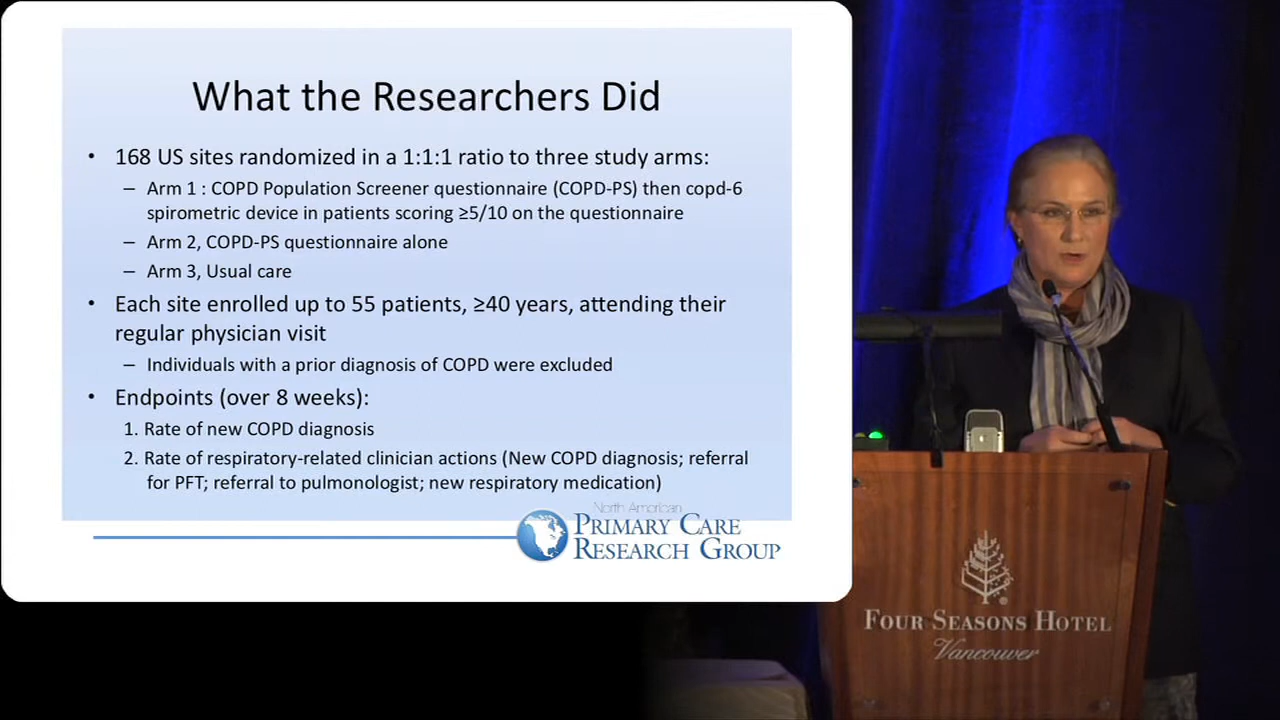 What the Researchers Did
• 168 US sites randomized in a 1:1:1 ratio to three study arms:
– Arm 1 : COPD Population Screener questionnaire (COPD-PS) then copd-6
spirometric device in patients scoring ≥5/10 on the questionnaire
– Arm 2, COPD-PS questionnaire alone
– Arm 3, Usual care
• Each site enrolled up to 55 patients, ≥40 years, attending their
regular physician visit
– Individuals with a prior diagnosis of COPD were excluded
• Endpoints (over 8 weeks):
1. Rate of new COPD diagnosis
2. Rate of respiratory-related clinician actions (New COPD diagnosis; referral
for PFT; referral to pulmonologist; new respiratory medication)
North American
PRIMARY CARE
RESEARCH GROUP
FOUR SEASONS HOTEL
Vancouver